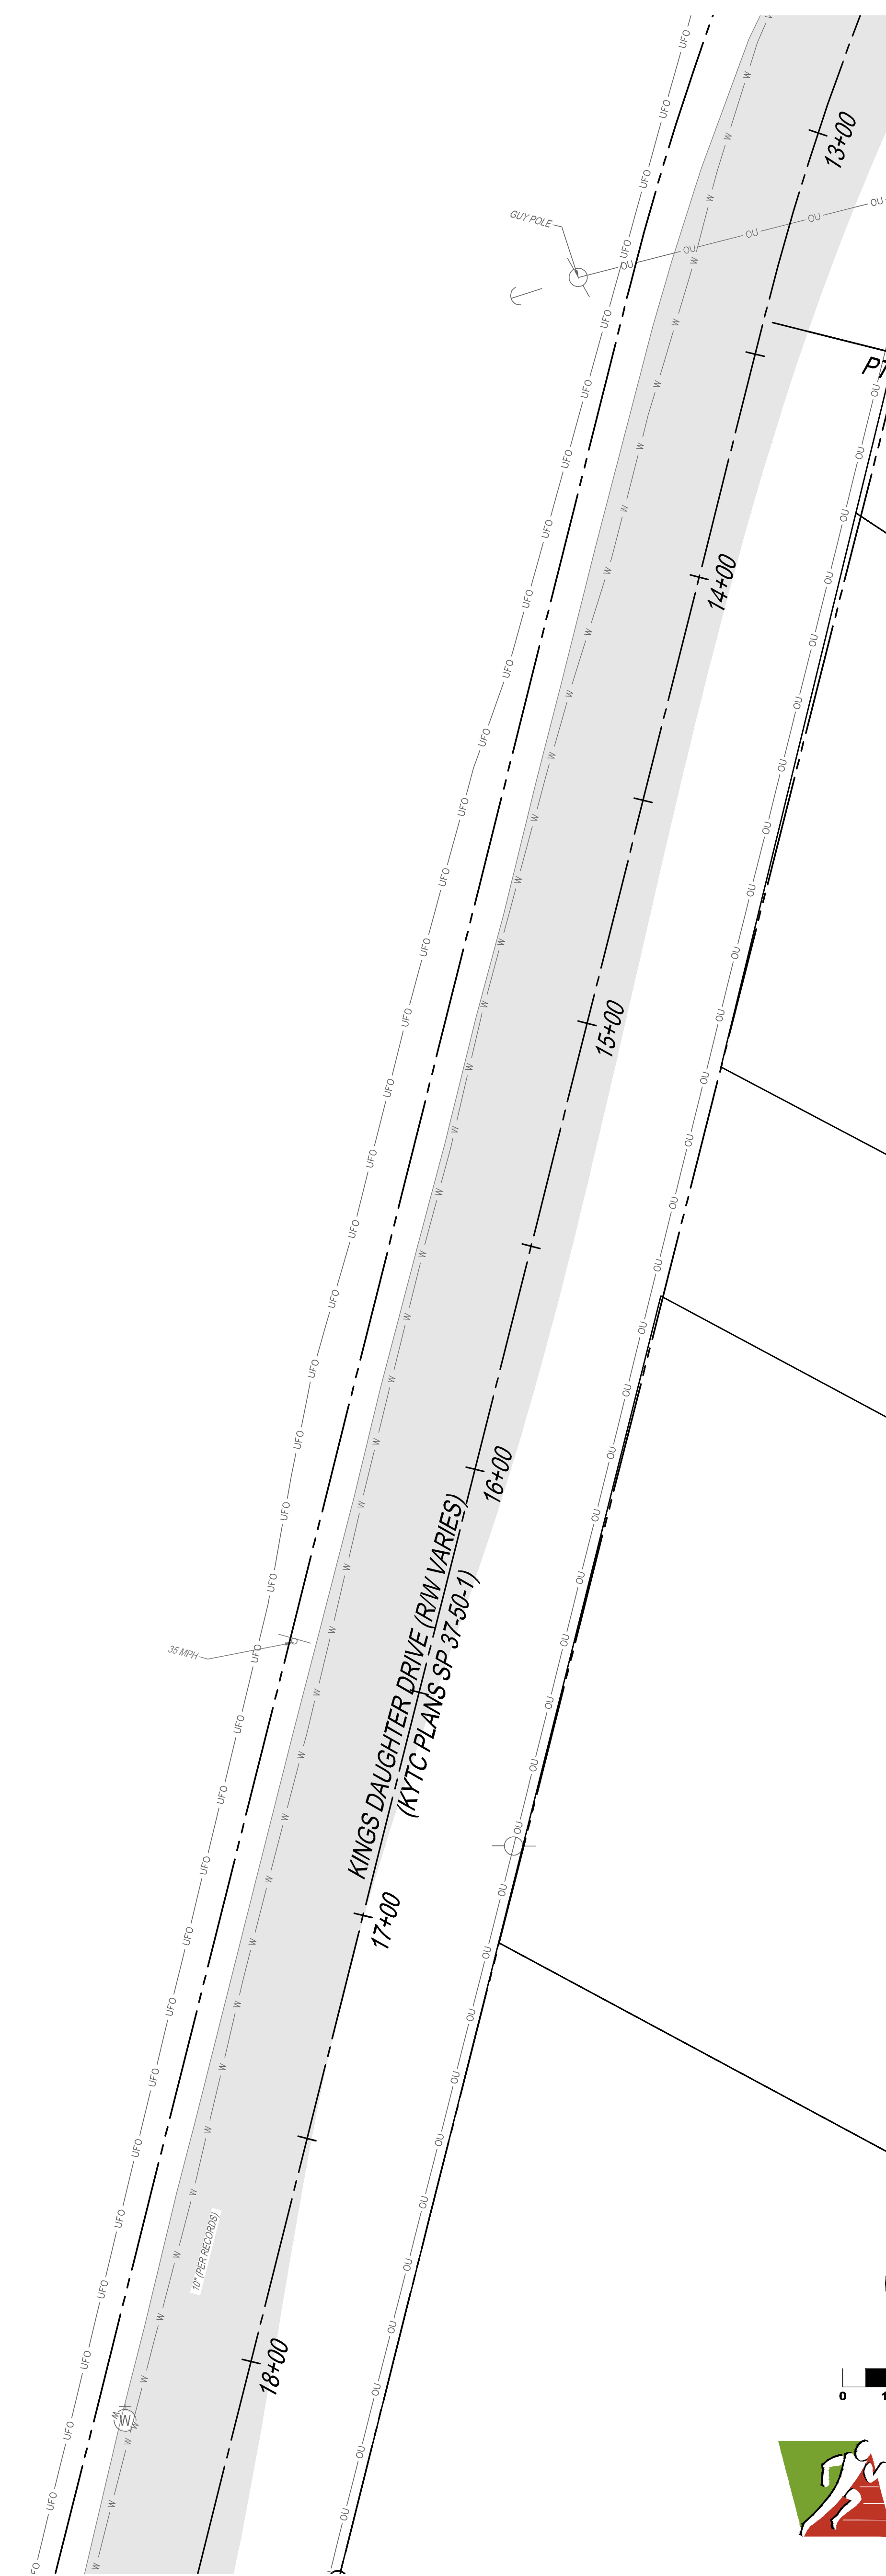 13+00
GUY POLE
14+00
15+00
16+00
KINGS DAUGHTER DRIVE (R/W VARIES)
(KYTC PLANS SP 37-50-1)
35 MPH
17+00
10" (PER RECORDS)
18+00
W
0
UFO
OU
W